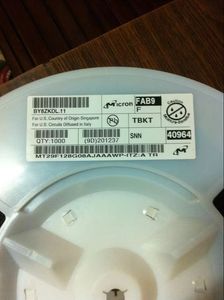 BY8ZKDL.11
Micron
FAB9
F
For U.S., Country of Origin Singapore
For U.S. Circuits Diffused in Italy
TBKT
SNN
40964
QTY:1000
(9D)201237
MT29F128G08AJAAAWP-ITZ:A TR